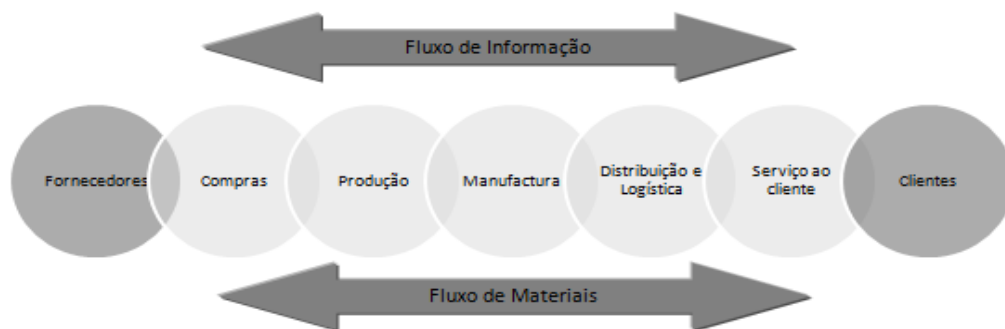 Fluxo de Informação
Fornecedores
Compras
Produção
Manufactura
Distribuição e
Logística
Serviço ao
cliente
Clientes
Fluxo de Materiais